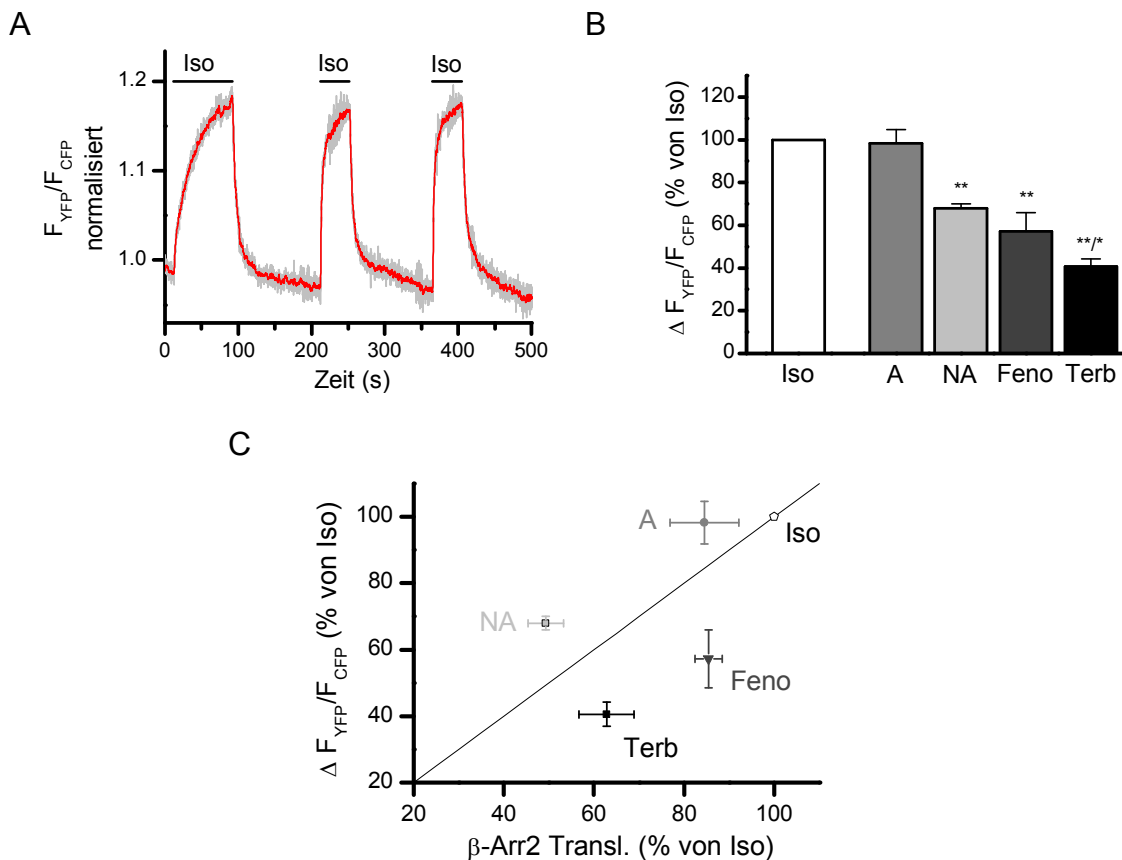 A
Iso Iso Iso
1.2
1.1
1.0
F_YFP/F_CFP
normalisiert
0 100 200 300 400 500
Zeit (s)
B
120
100
80
60
40
20
0
Δ F_YFP/F_CFP (% von Iso)
** ** **/*
Iso A NA Feno Terb
C
100
80
60
40
20
Δ F_YFP/F_CFP (% von Iso)
A
Iso
NA
Feno
Terb
20 40 60 80 100
β-Arr2 Transl. (% von Iso)